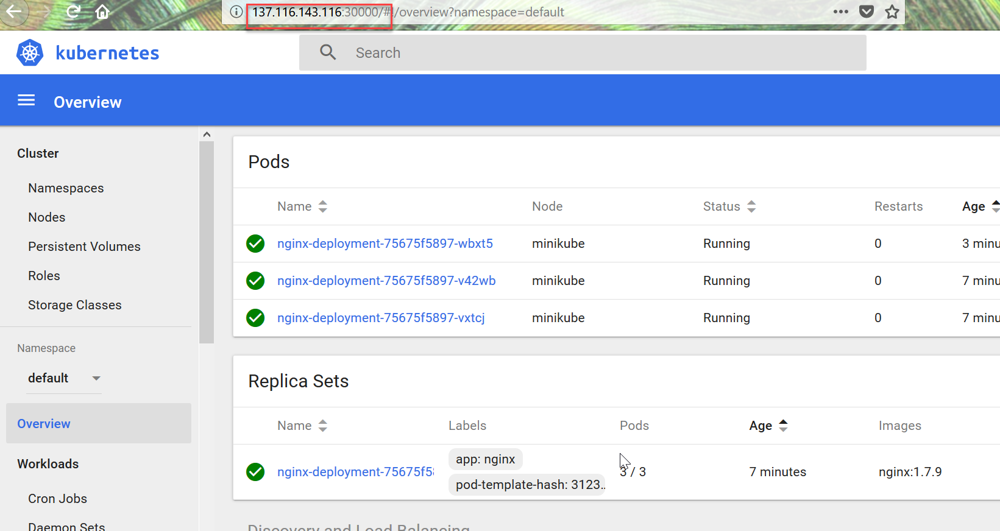 137.116.143.116:30000/#!/overview?namespace=default
kubernetes
Search
Overview
Cluster
Namespaces
Nodes
Persistent Volumes
Roles
Storage Classes
Namespace
default
Overview
Workloads
Cron Jobs
Daemon Sets
Pods
Name Node Status Restarts Age
nginx-deployment-75675f5897-wbxt5 minikube Running 0 3 minu
nginx-deployment-75675f5897-v42wb minikube Running 0 7 minu
nginx-deployment-75675f5897-vxtcj minikube Running 0 7 minu
Replica Sets
Name Labels Pods Age Images
app: nginx
nginx-deployment-75675f5 3 / 3 7 minutes nginx:1.7.9
pod-template-hash: 3123..
Discovery and Load Balancing